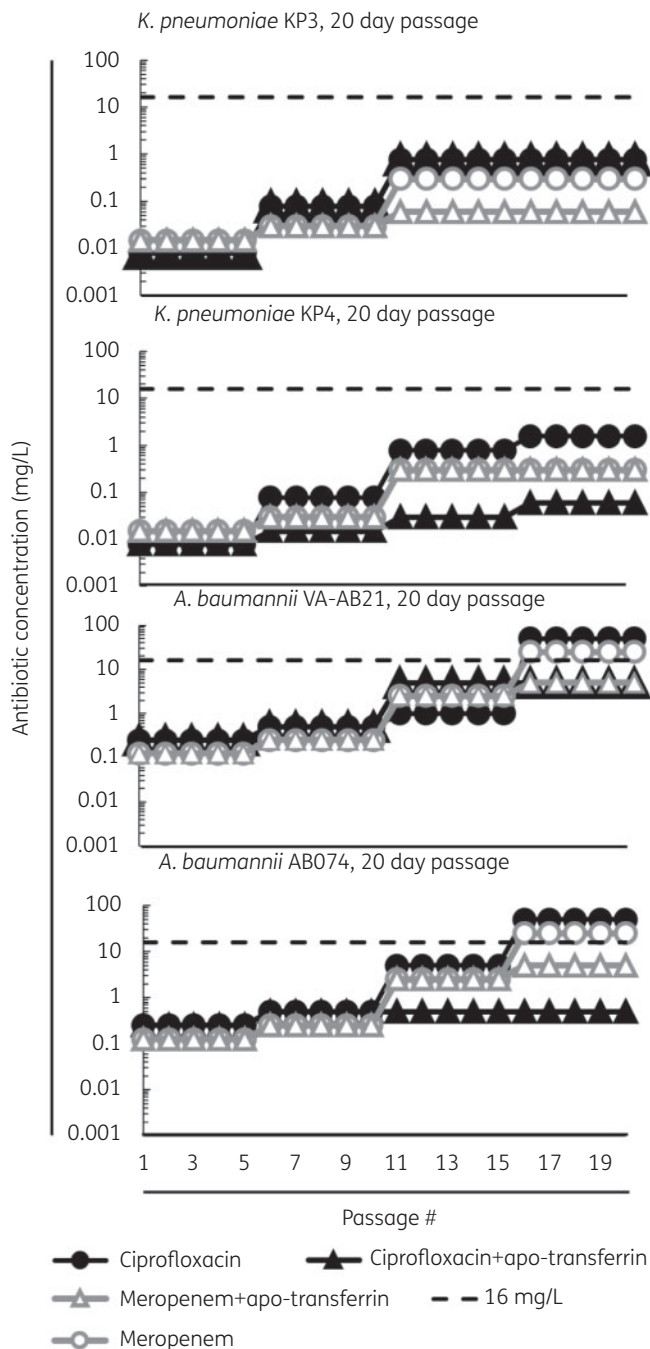 K. pneumoniae KP3, 20 day passage
100
10
1
0.1
0.01
0.001
K. pneumoniae KP4, 20 day passage
100
10
1
0.1
0.01
0.001
A. baumannii VA-AB21, 20 day passage
100
10
1
0.1
0.01
0.001
A. baumannii AB074, 20 day passage
100
10
1
0.1
0.01
0.001
Antibiotic concentration (mg/L)
1 3 5 7 9 11 13 15 17 19
Passage #
Ciprofloxacin Ciprofloxacin+apo-transferrin
Meropenem+apo-transferrin 16 mg/L
Meropenem